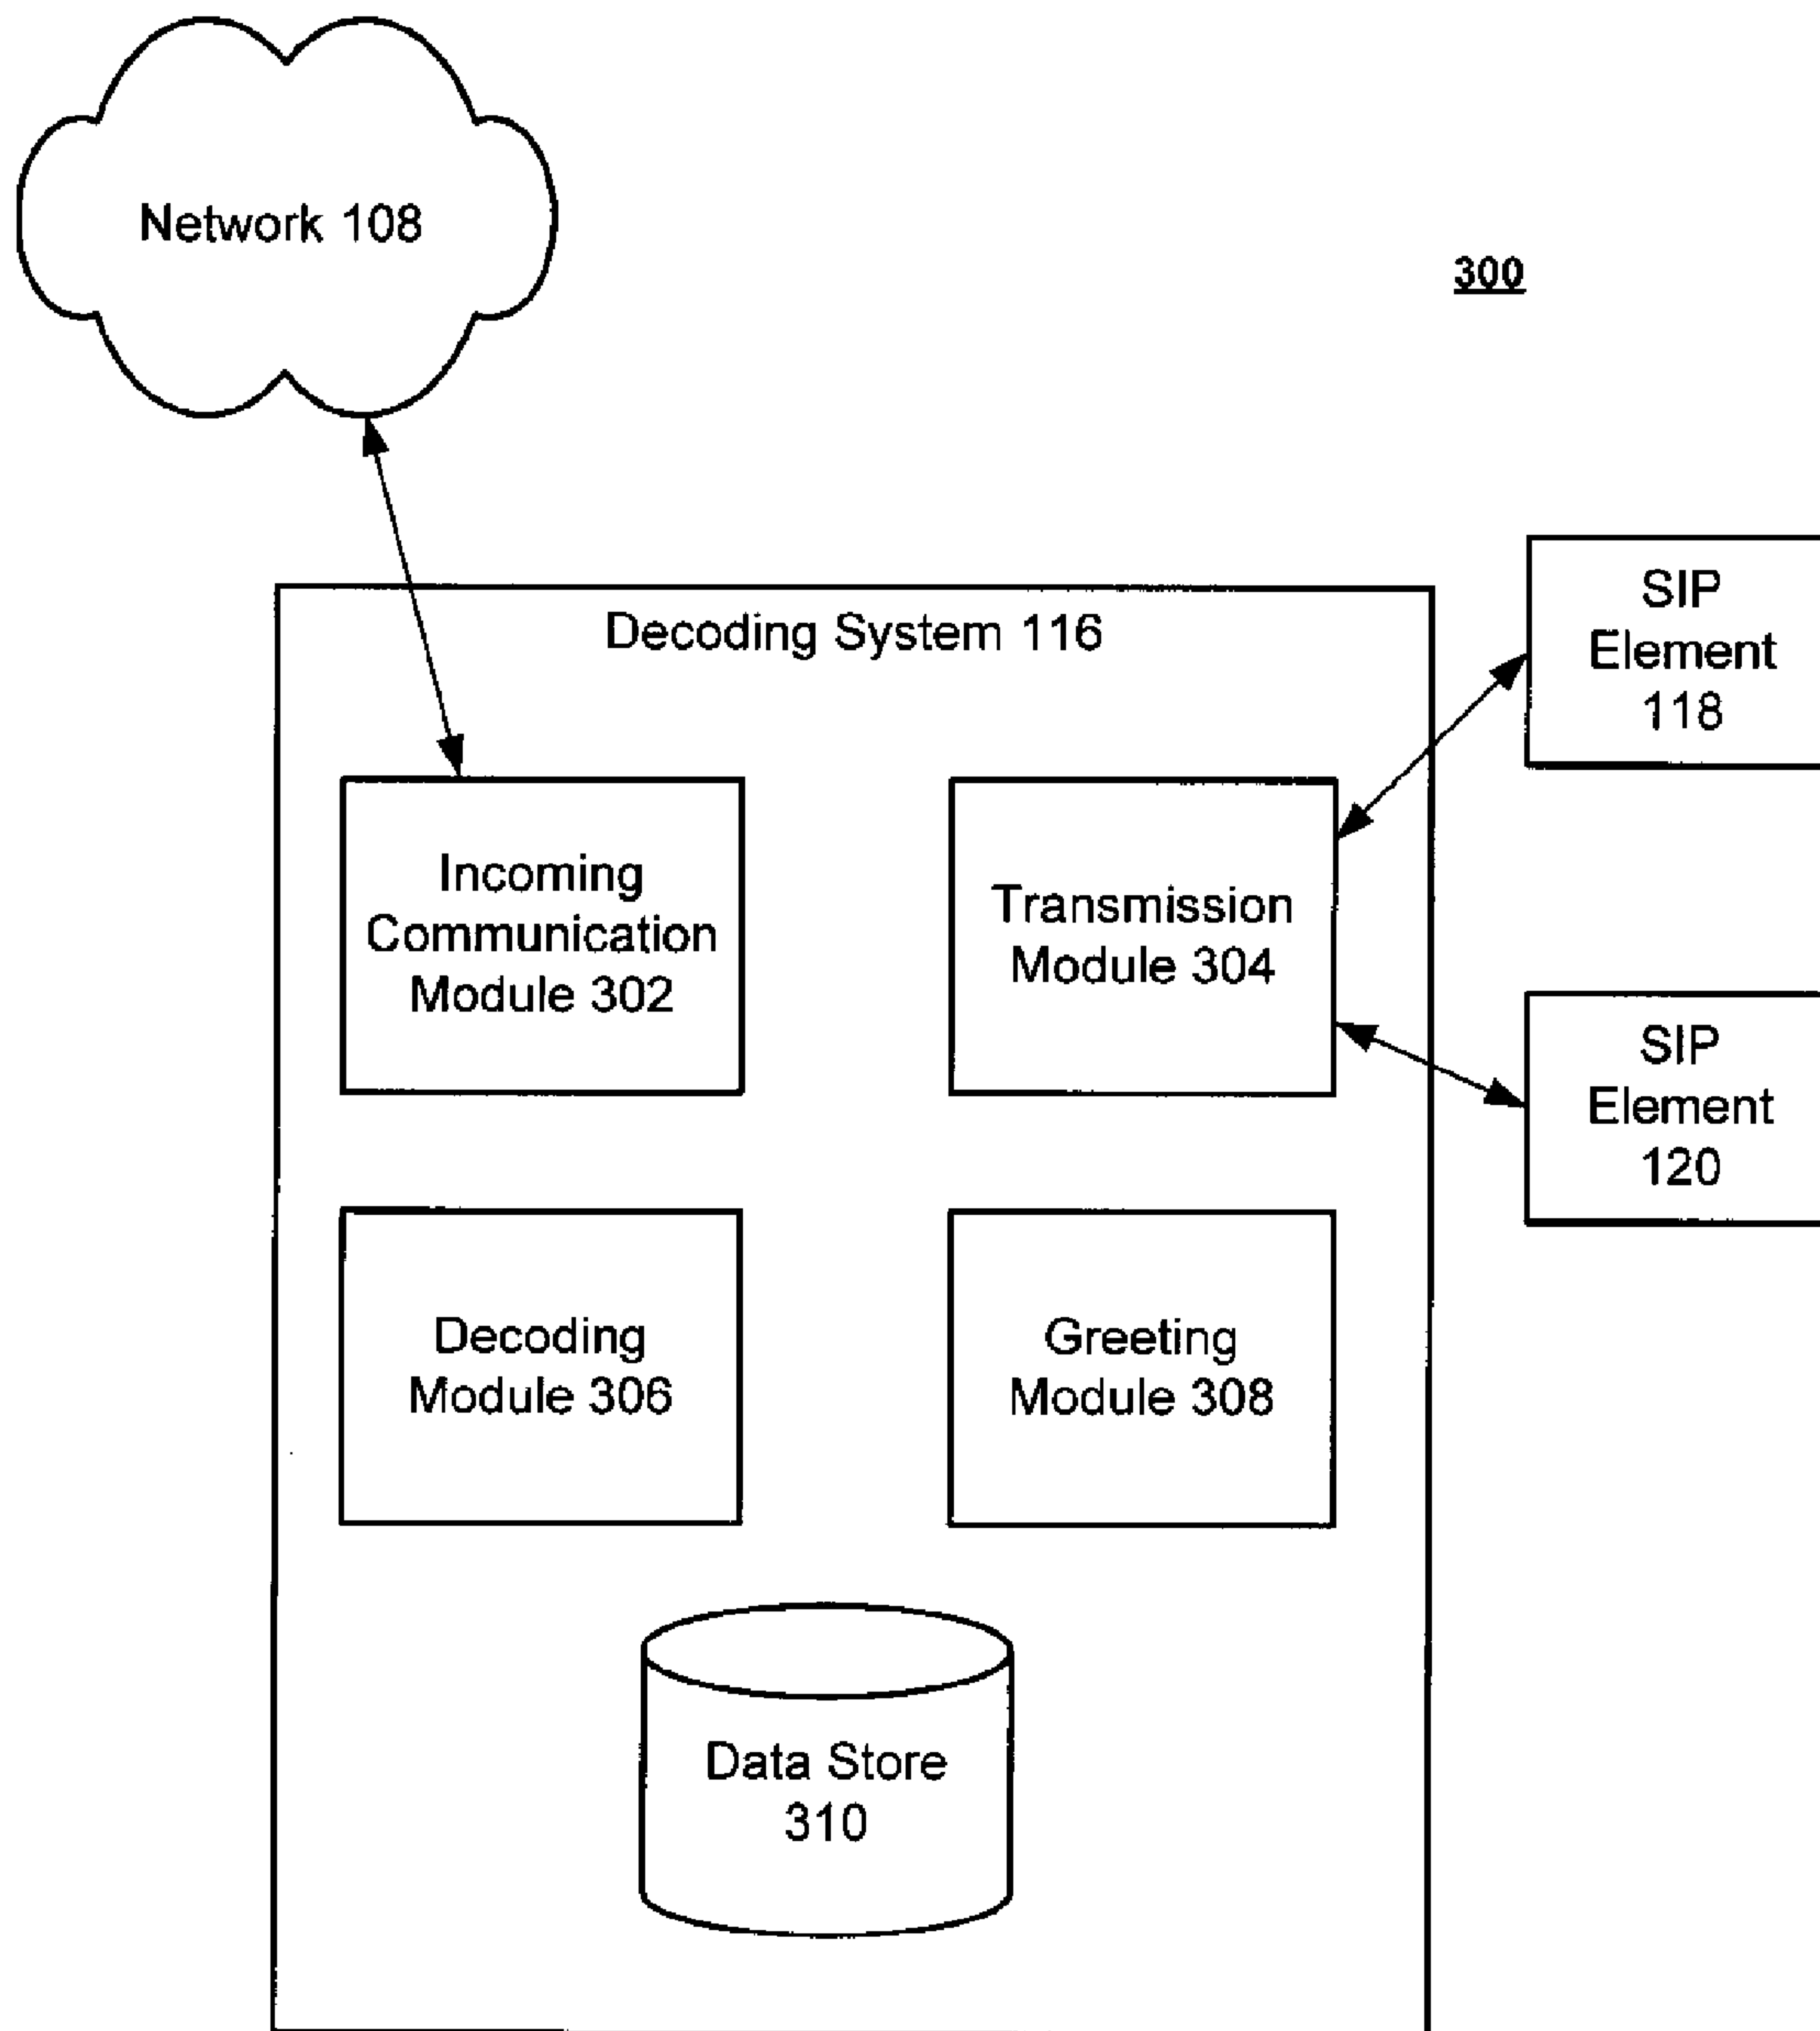 Network 108
300
Decoding System 116
SIP
Element
118
Incoming
Communication
Module 302
Transmission
Module 304
SIP
Element
120
Decoding
Module 306
Greeting
Module 308
Data Store
310